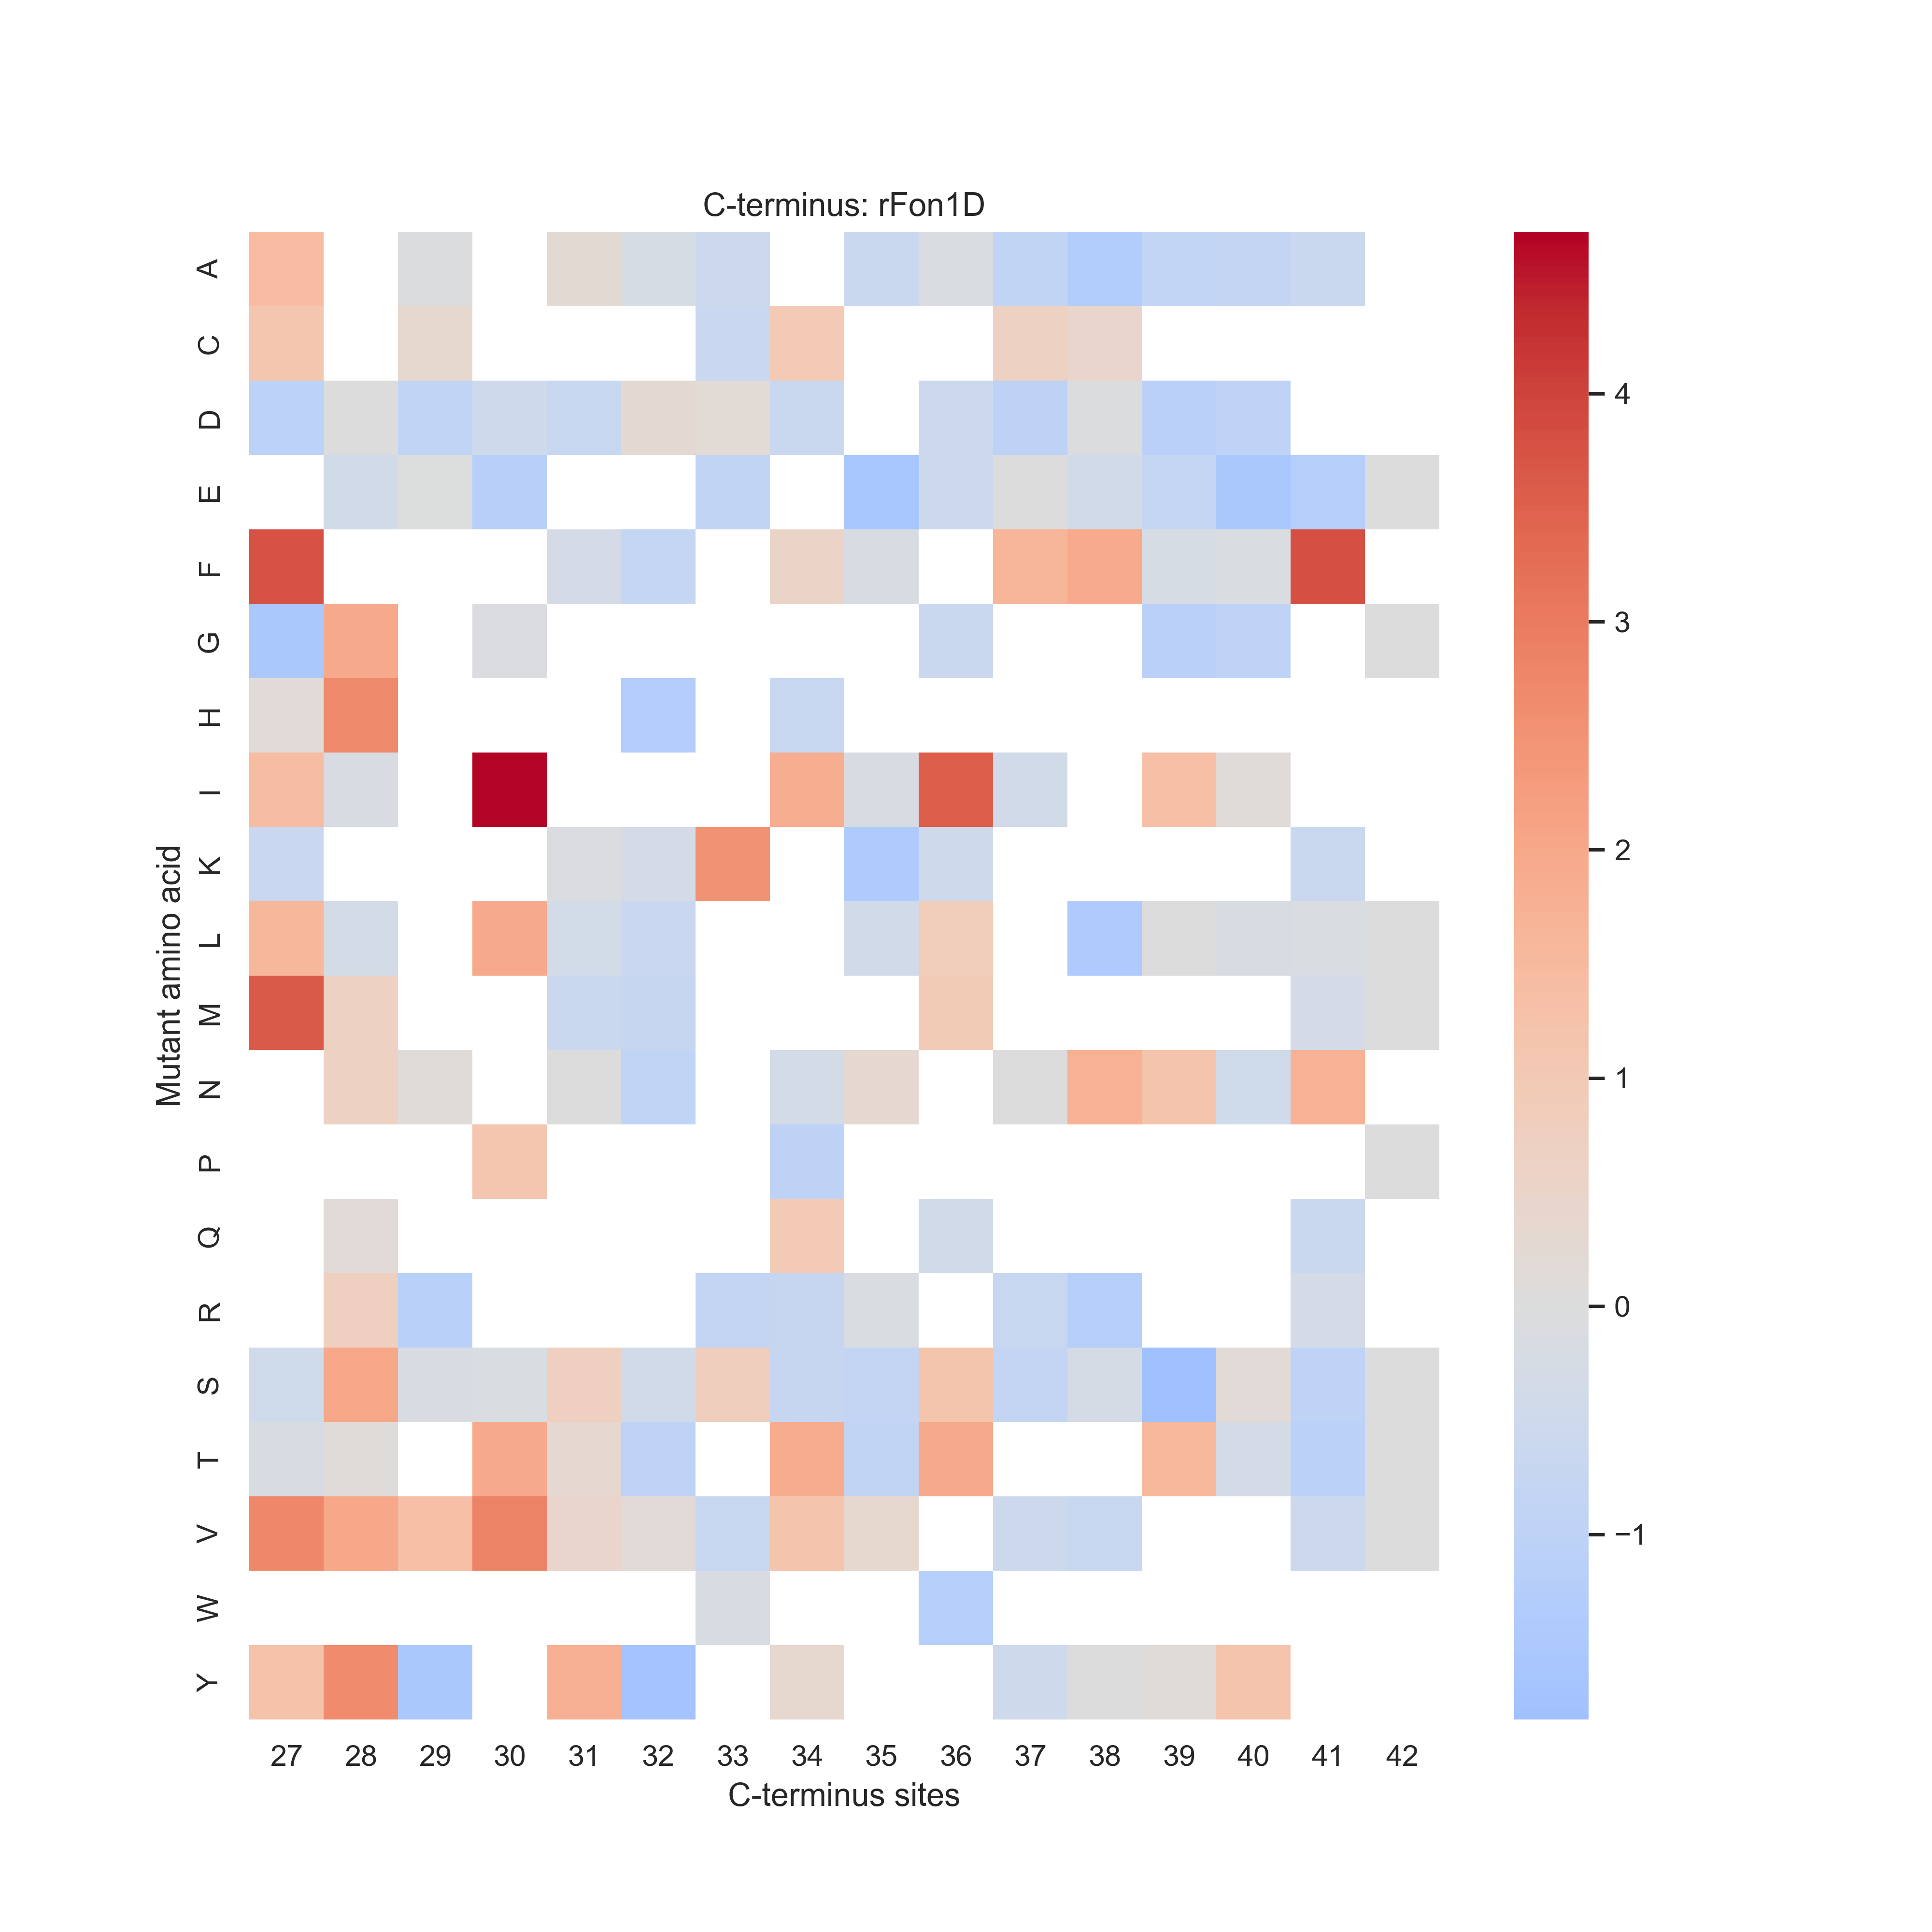 C-terminus: rFon1D
Mutant amino acid
A
C
D
E
F
G
H
I
K
L
M
N
P
Q
R
S
T
V
W
Y
27 28 29 30 31 32 33 34 35 36 37 38 39 40 41 42
C-terminus sites
4
3
2
1
0
−1